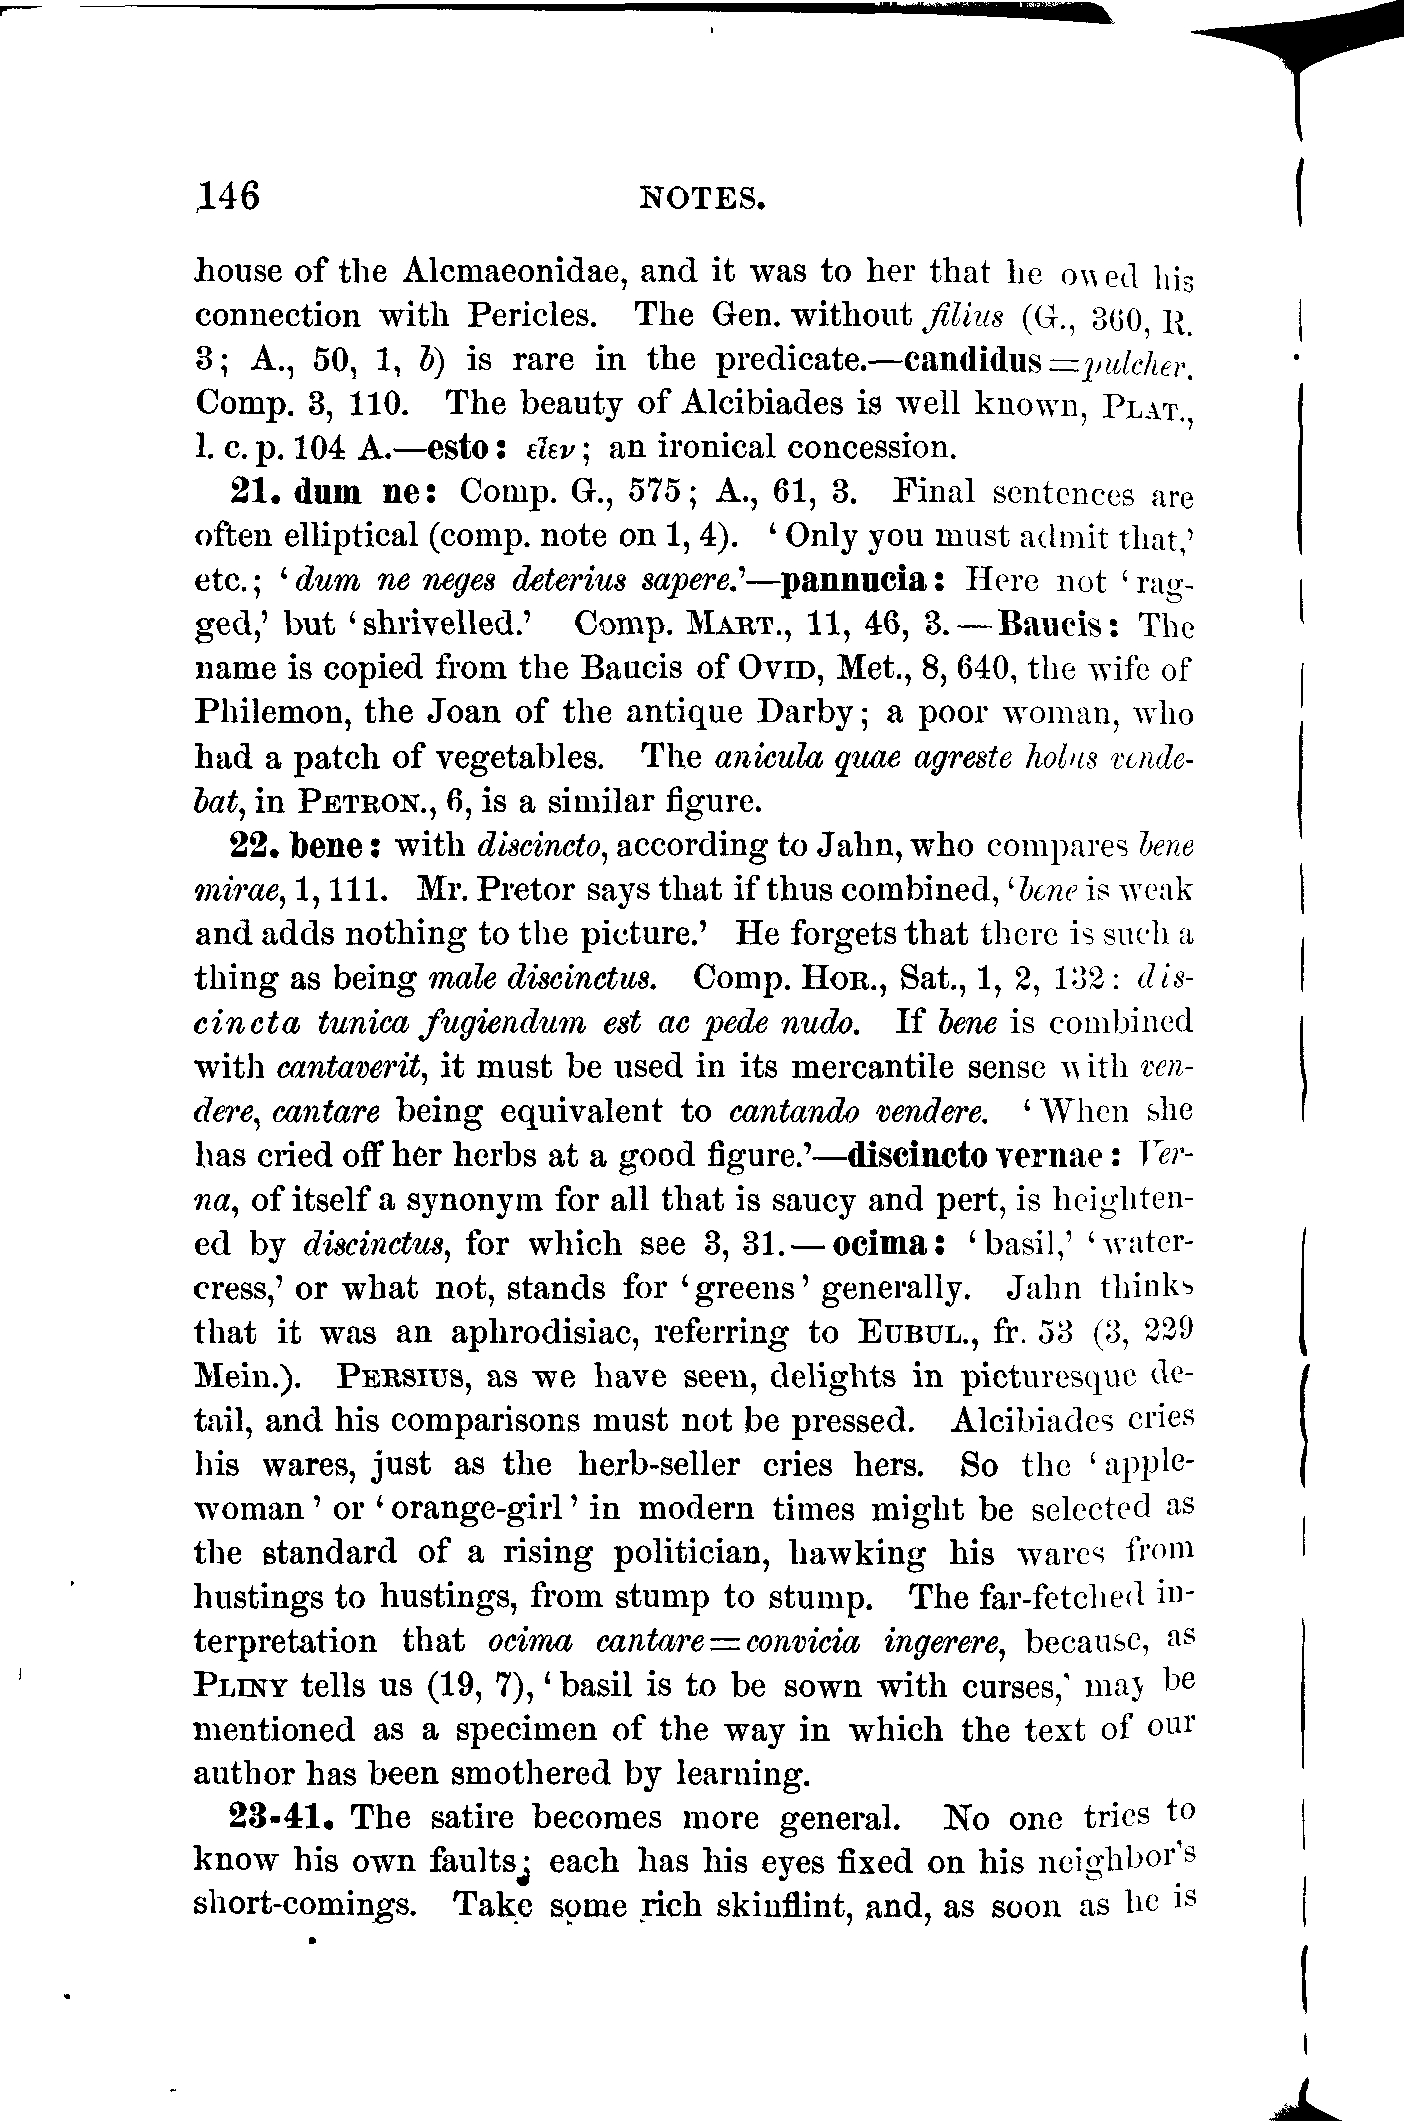 146 NOTES.
house of the Alcmaeonidae, and it was to her that he owed his
connection with Pericles. The Gen. without filius (G., 360, R.
3; A., 50, 1, b) is rare in the predicate.—candidus=pulcher.
Comp. 3, 110. The beauty of Alcibiades is well known, PLAT.,
l. c. p. 104 A.—esto: εἶεν; an ironical concession.
21. dum ne: Comp. G., 575; A., 61, 3. Final sentences are
often elliptical (comp. note on 1, 4). ‘Only you must admit that,’
etc.; ‘dum ne neges deterius sapere.’—pannucia: Here not ‘rag-
ged,’ but ‘shrivelled.’ Comp. MART., 11, 46, 3.—Baucis: The
name is copied from the Baucis of OVID, Met., 8, 640, the wife of
Philemon, the Joan of the antique Darby; a poor woman, who
had a patch of vegetables. The anicula quae agreste holus vende-
bat, in PETRON., 6, is a similar figure.
22. bene: with discincto, according to Jahn, who compares bene
mirae, 1, 111. Mr. Pretor says that if thus combined, ‘bene is weak
and adds nothing to the picture.’ He forgets that there is such a
thing as being male discinctus. Comp. HOR., Sat., 1, 2, 132: dis-
cincta tunica fugiendum est ac pede nudo. If bene is combined
with cantaverit, it must be used in its mercantile sense with ven-
dere, cantare being equivalent to cantando vendere. ‘When she
has cried off her herbs at a good figure.’—discincto vernae: Ver-
na, of itself a synonym for all that is saucy and pert, is heighten-
ed by discinctus, for which see 3, 31.—ocima: ‘basil,’ ‘water-
cress,’ or what not, stands for ‘greens’ generally. Jahn thinks
that it was an aphrodisiac, referring to EUBUL., fr. 53 (3, 229
Mein.). PERSIUS, as we have seen, delights in picturesque de-
tail, and his comparisons must not be pressed. Alcibiades cries
his wares, just as the herb-seller cries hers. So the ‘apple-
woman’ or ‘orange-girl’ in modern times might be selected as
the standard of a rising politician, hawking his wares from
hustings to hustings, from stump to stump. The far-fetched in-
terpretation that ocima cantare=convicia ingerere, because, as
PLINY tells us (19, 7), ‘basil is to be sown with curses,’ may be
mentioned as a specimen of the way in which the text of our
author has been smothered by learning.
23-41. The satire becomes more general. No one tries to
know his own faults; each has his eyes fixed on his neighbor's
short-comings. Take some rich skinflint, and, as soon as he is